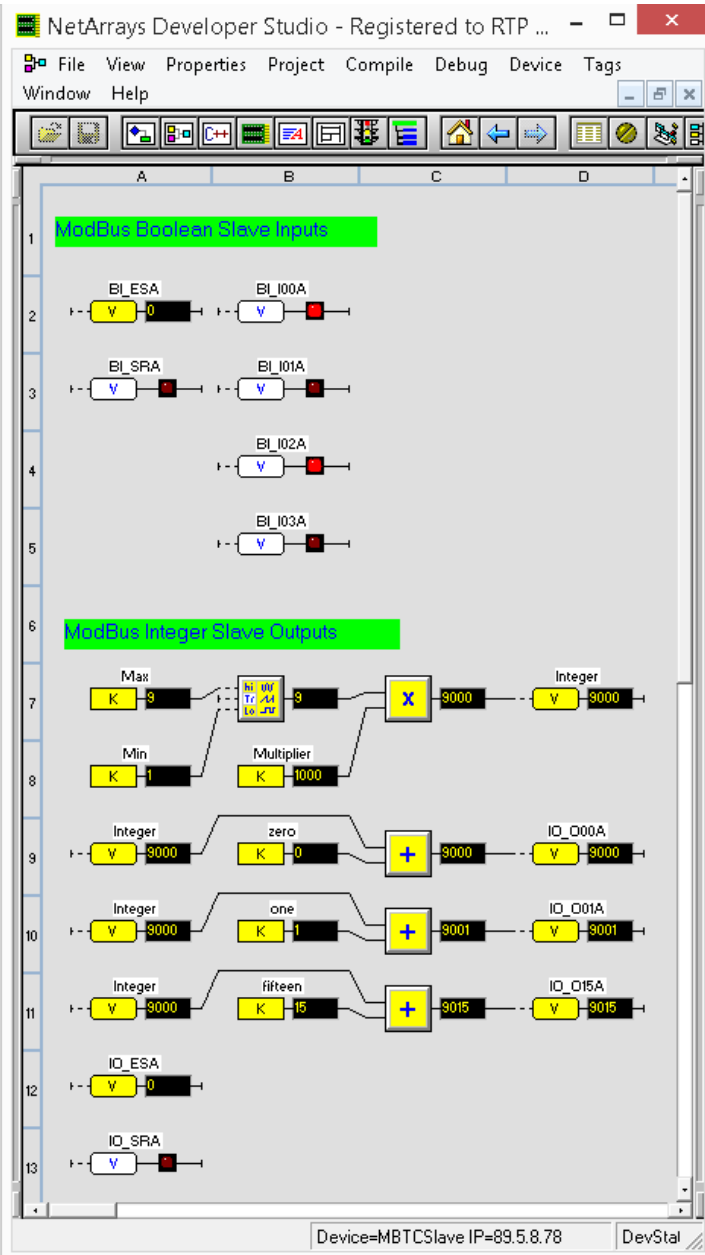 NetArrays Developer Studio - Registered to RTP ...
File View Properties Project Compile Debug Device Tags
Window Help
A B C D
1 ModBus Boolean Slave Inputs
BI_ESA BI_I00A
2 V 0 V
BI_SRA BI_I01A
3 V V
BI_I02A
4 V
BI_I03A
5 V
6 ModBus Integer Slave Outputs
Max Integer
7 K 9 hi Tr Lo 9 X 9000 V 9000
Min Multiplier
8 K 1 K 1000
Integer zero IO_O00A
9 V 9000 K 0 + 9000 V 9000
Integer one IO_O01A
10 V 9000 K 1 + 9001 V 9001
Integer fifteen IO_O15A
11 V 9000 K 15 + 9015 V 9015
IO_ESA
12 V 0
IO_SRA
13 V
Device=MBTCSlave IP=89.5.8.78 DevStat